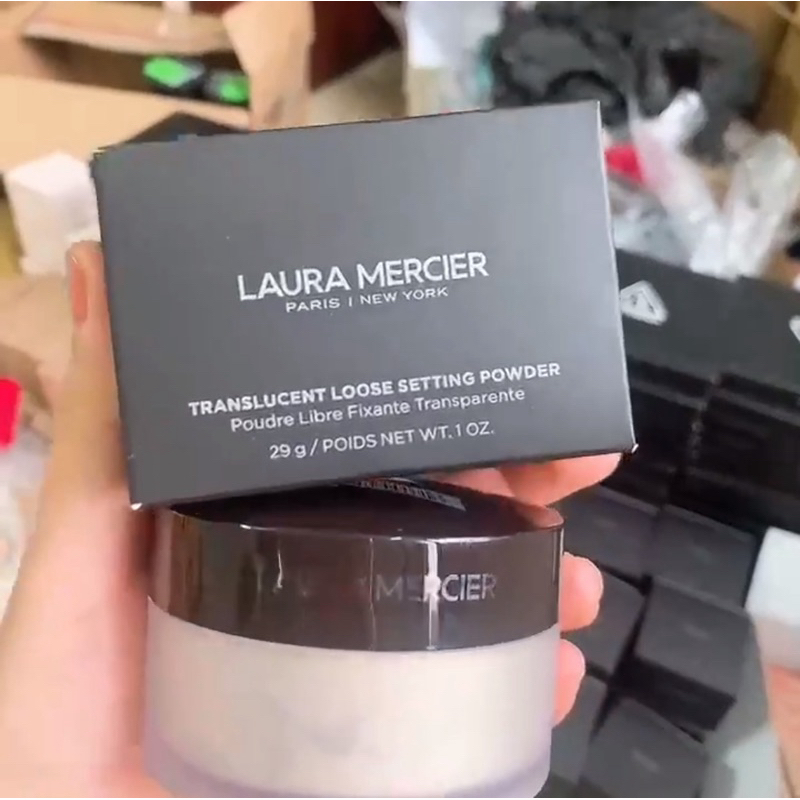 LAURA MERCIER
PARIS | NEW YORK
TRANSLUCENT LOOSE SETTING POWDER
Poudre Libre Fixante Transparente
29 g / POIDS NET WT. 1 OZ.
MERCIER